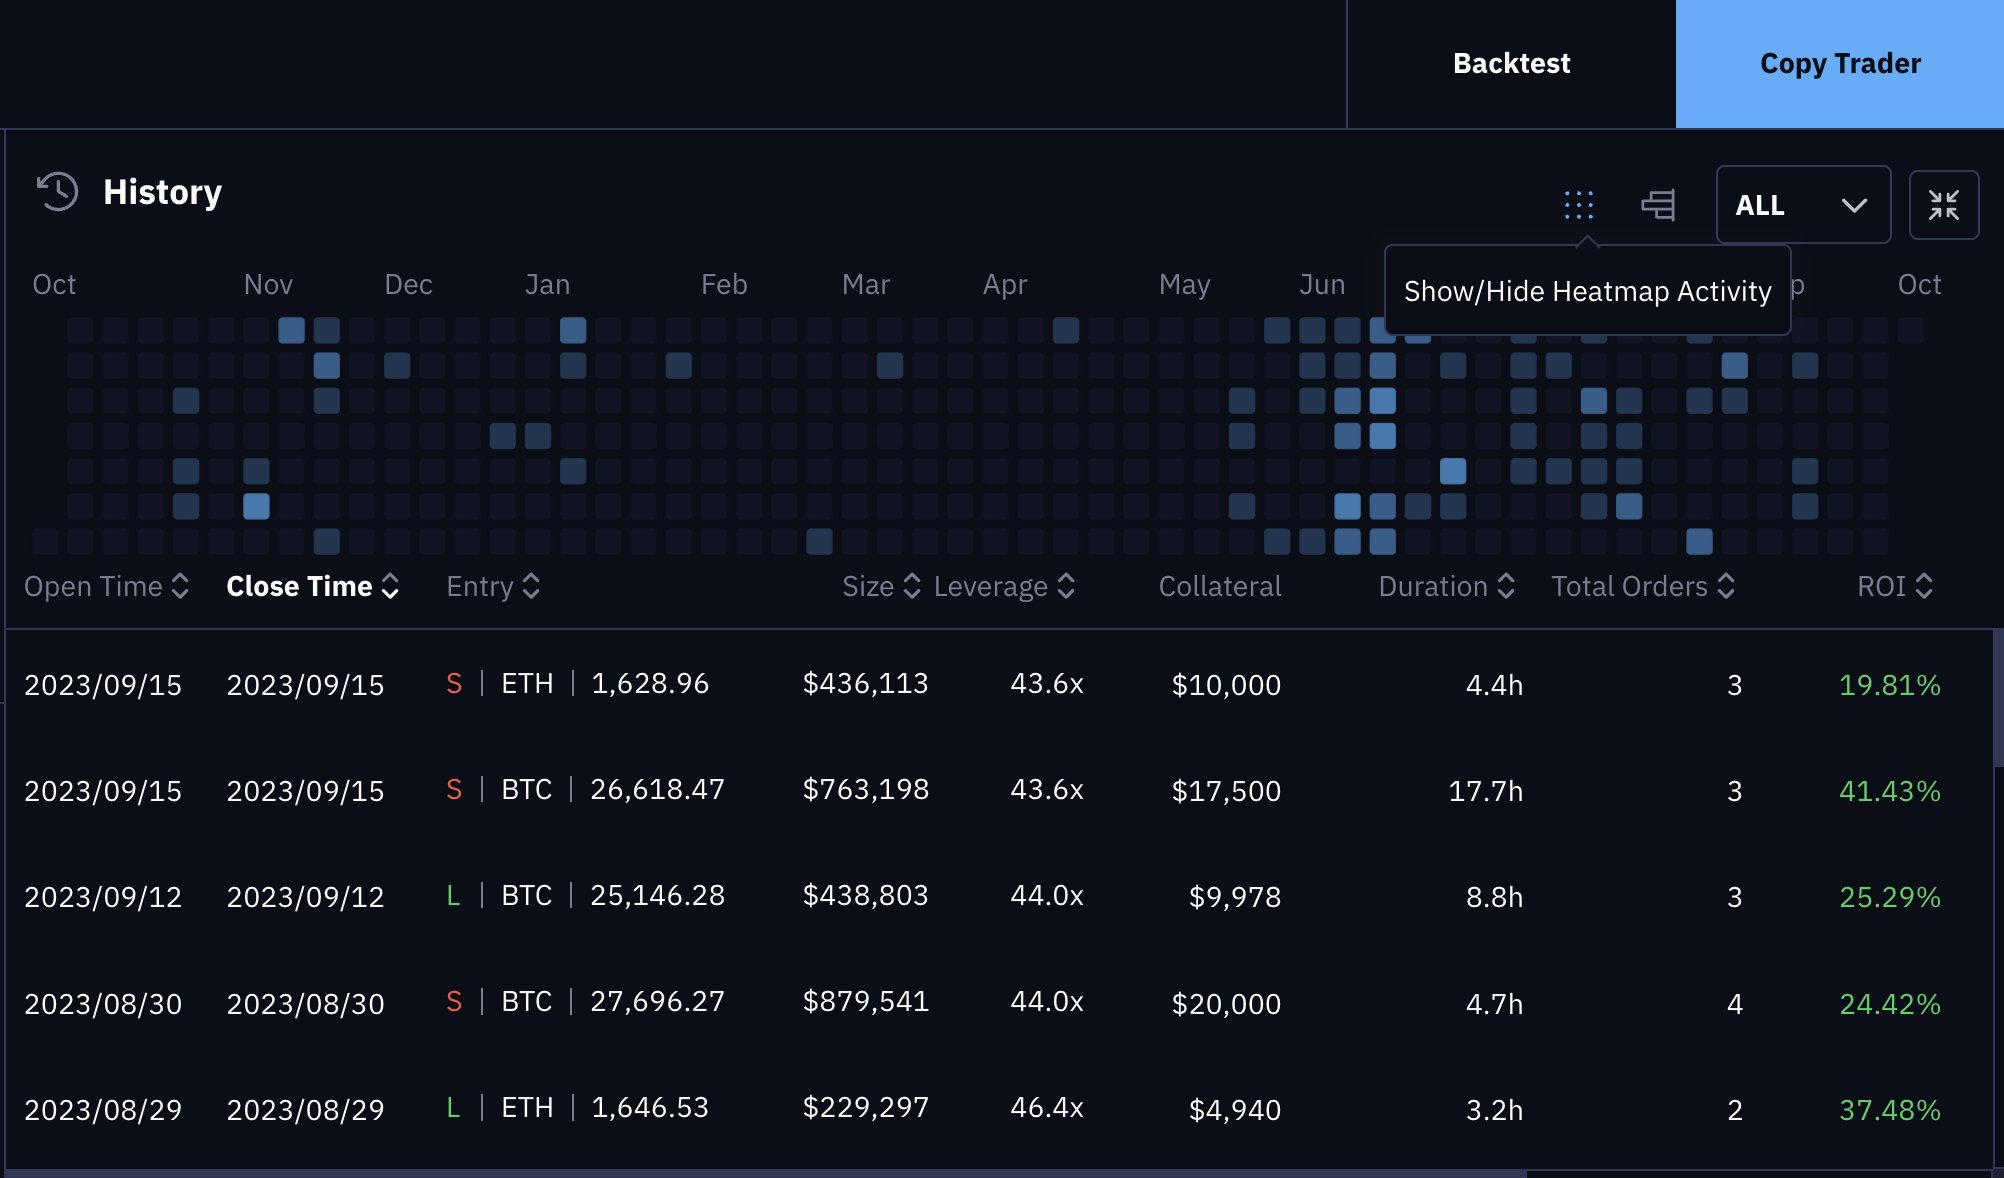 Backtest Copy Trader
History ALL
Oct Nov Dec Jan Feb Mar Apr May Jun Oct
Show/Hide Heatmap Activity
Open Time Close Time Entry Size Leverage Collateral Duration Total Orders ROI
2023/09/15 2023/09/15 S | ETH | 1,628.96 $436,113 43.6x $10,000 4.4h 3 19.81%
2023/09/15 2023/09/15 S | BTC | 26,618.47 $763,198 43.6x $17,500 17.7h 3 41.43%
2023/09/12 2023/09/12 L | BTC | 25,146.28 $438,803 44.0x $9,978 8.8h 3 25.29%
2023/08/30 2023/08/30 S | BTC | 27,696.27 $879,541 44.0x $20,000 4.7h 4 24.42%
2023/08/29 2023/08/29 L | ETH | 1,646.53 $229,297 46.4x $4,940 3.2h 2 37.48%